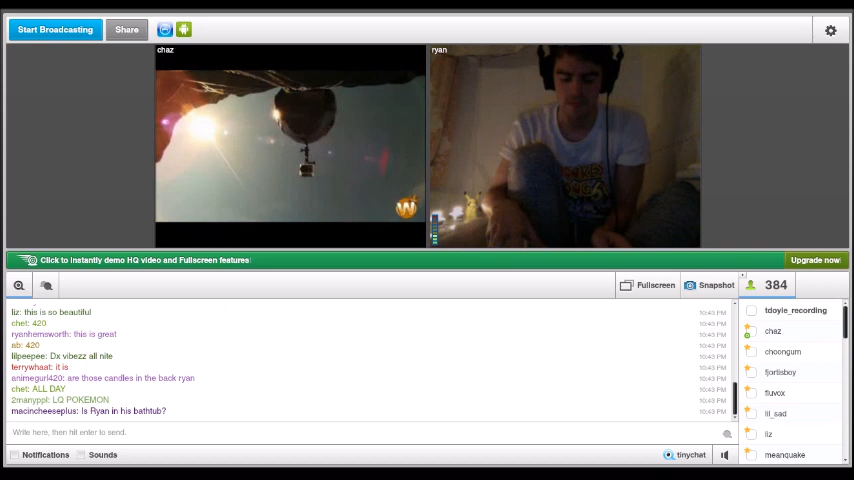 Start Broadcasting
Share
chaz
ryan
W
Click to instantly demo HQ video and Fullscreen features!
Upgrade now!
Fullscreen
Snapshot
384
liz: this is so beautiful
10:43 PM
chet: 420
10:43 PM
ryanhemsworth: this is great
10:43 PM
ab: 420
10:43 PM
lilpeepee: Dx vibezz all nite
10:43 PM
terrywhaat: it is
10:43 PM
animegurl420: are those candles in the back ryan
10:43 PM
chet: ALL DAY
10:43 PM
2manyppl: LQ POKEMON
10:43 PM
macincheeseplus: Is Ryan in his bathtub?
10:43 PM
Write here, then hit enter to send.
Notifications
Sounds
tinychat
tdoyle_recording
chaz
choongum
fjortisboy
fluvox
lil_sad
liz
meanquake